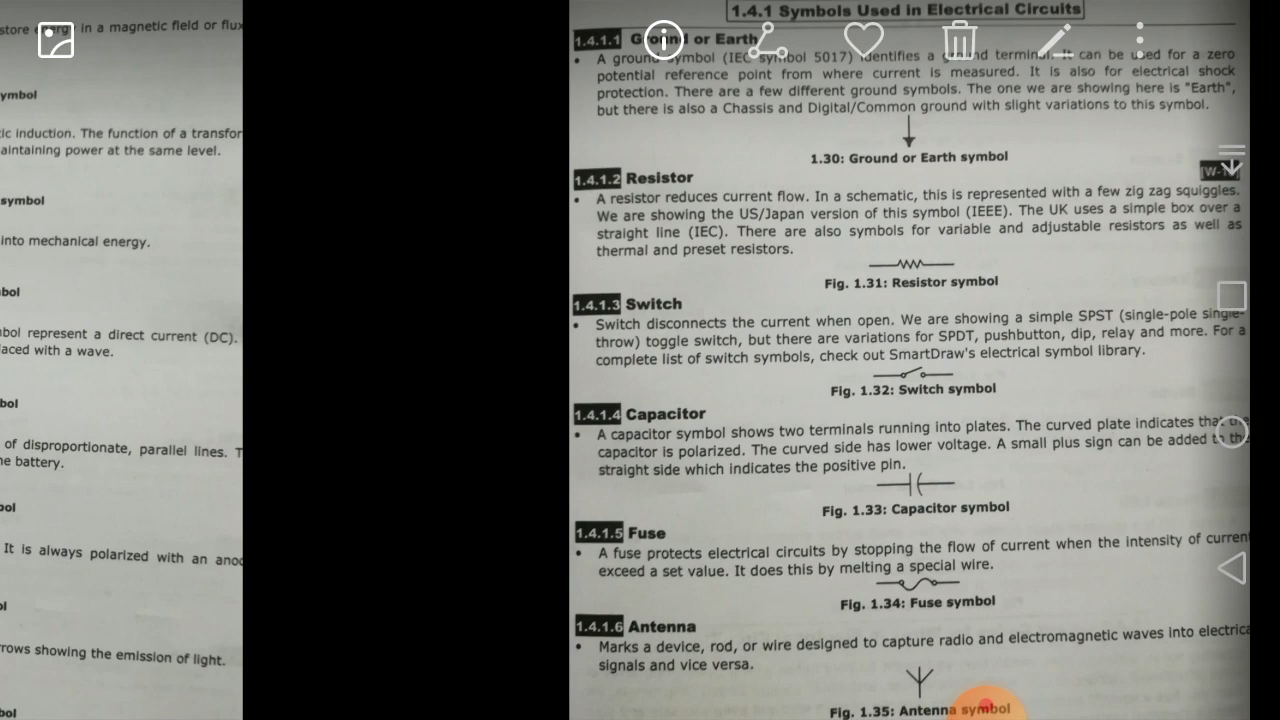 store energy in a magnetic field or flux
ymbol
ic induction. The function of a transfor
aintaining power at the same level.
symbol
into mechanical energy.
bol
bol represent a direct current (DC).
laced with a wave.
bol
of disproportionate, parallel lines. T
he battery.
bol
It is always polarized with an anod
ol
rows showing the emission of light.
bol
1.4.1 Symbols Used in Electrical Circuits
1.4.1.1 Ground or Earth
• A ground symbol (IEC symbol 5017) identifies a ground terminal. It can be used for a zero
potential reference point from where current is measured. It is also for electrical shock
protection. There are a few different ground symbols. The one we are showing here is "Earth",
but there is also a Chassis and Digital/Common ground with slight variations to this symbol.
1.30: Ground or Earth symbol
1.4.1.2 Resistor
• A resistor reduces current flow. In a schematic, this is represented with a few zig zag squiggles.
We are showing the US/Japan version of this symbol (IEEE). The UK uses a simple box over a
straight line (IEC). There are also symbols for variable and adjustable resistors as well as
thermal and preset resistors.
Fig. 1.31: Resistor symbol
1.4.1.3 Switch
• Switch disconnects the current when open. We are showing a simple SPST (single-pole single-
throw) toggle switch, but there are variations for SPDT, pushbutton, dip, relay and more. For a
complete list of switch symbols, check out SmartDraw's electrical symbol library.
Fig. 1.32: Switch symbol
1.4.1.4 Capacitor
• A capacitor symbol shows two terminals running into plates. The curved plate indicates that the
capacitor is polarized. The curved side has lower voltage. A small plus sign can be added to the
straight side which indicates the positive pin.
Fig. 1.33: Capacitor symbol
1.4.1.5 Fuse
• A fuse protects electrical circuits by stopping the flow of current when the intensity of current
exceed a set value. It does this by melting a special wire.
Fig. 1.34: Fuse symbol
1.4.1.6 Antenna
• Marks a device, rod, or wire designed to capture radio and electromagnetic waves into electrica
signals and vice versa.
Fig. 1.35: Antenna symbol